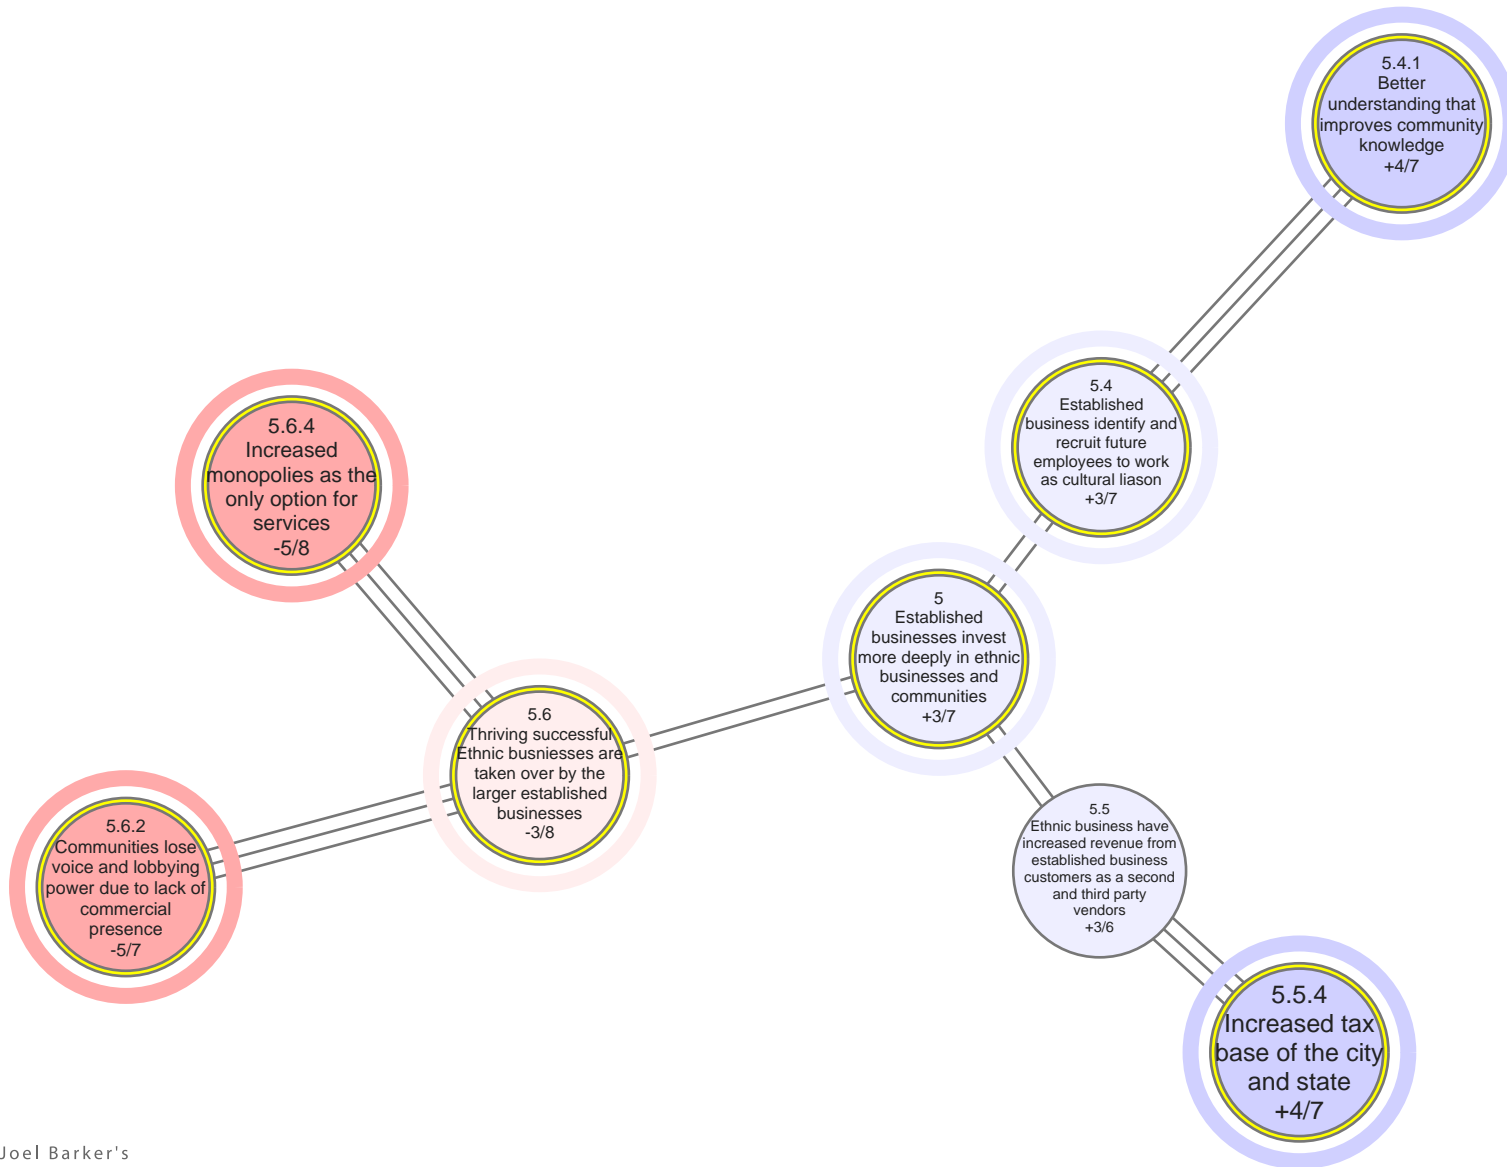 5.4.1
Better
understanding that
improves community
knowledge
+4/7
5.4
Established
business identify and
recruit future
employees to work
as cultural liason
+3/7
5.6.4
Increased
monopolies as the
only option for
services
-5/8
5
Established
businesses invest
more deeply in ethnic
businesses and
communities
+3/7
5.6
Thriving successful
Ethnic busniesses are
taken over by the
larger established
businesses
-3/8
5.6.2
Communities lose
voice and lobbying
power due to lack of
commercial
presence
-5/7
5.5
Ethnic business have
increased revenue from
established business
customers as a second
and third party
vendors
+3/6
5.5.4
Increased tax
base of the city
and state
+4/7
Joel Barker's